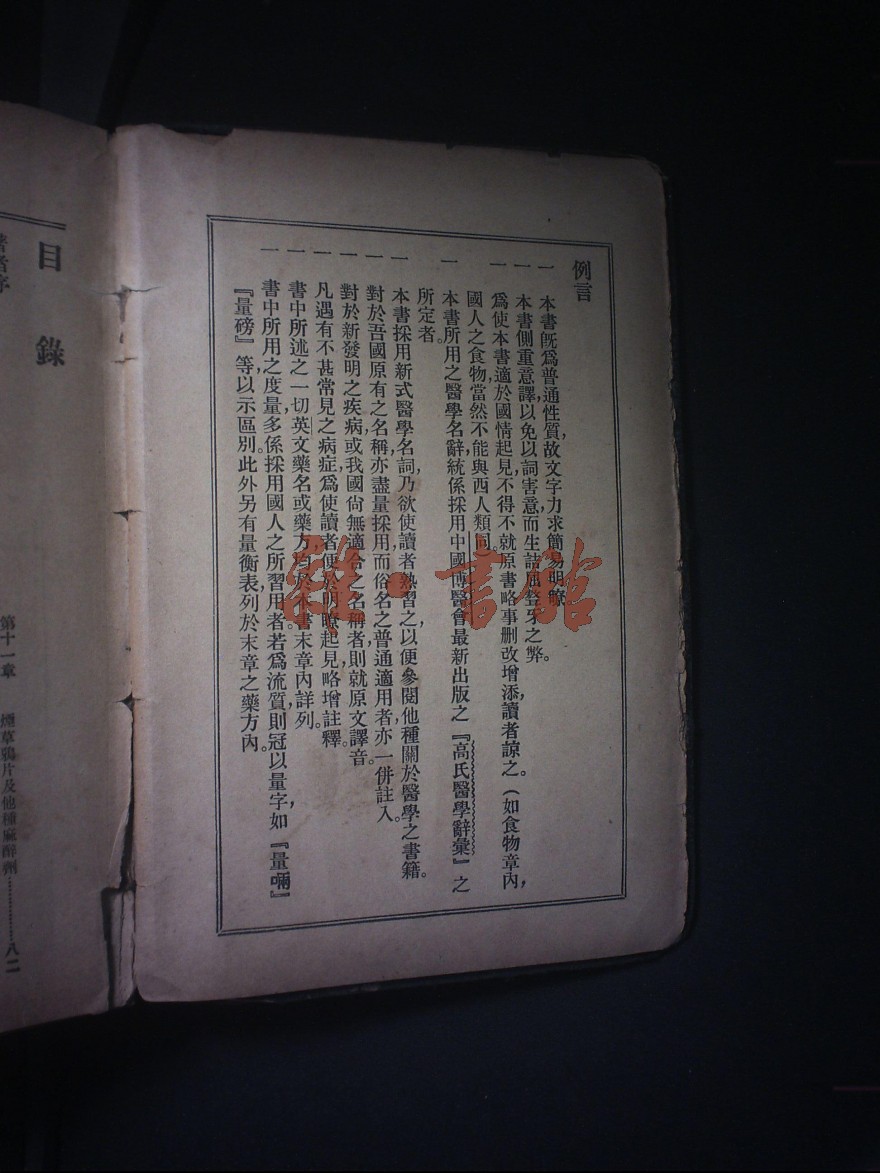 例言
一 本書旣爲普通性質,故文字力求簡易明瞭。
一 本書側重意譯,以免以詞害意,而生詰屈聱牙之弊。
一 爲使本書適於國情起見,不得不就原書略事删改增添,讀者諒之。(如食物章內,
國人之食物當然不能與西人類同。
一 本書所用之醫學名辭,統係採用中國博醫會最新出版之『高氏醫學辭彙』之
所定者。
一 本書採用新式醫學名詞,乃欲使讀者熟習之,以便參閱他種關於醫學之書籍。
一 對於吾國原有之名稱,亦盡量採用,而俗名之普通適用者,亦一併註入。
一 對於新發明之疾病,或我國尙無適合之名稱者,則就原文譯音。
一 凡遇有不甚常見之病症,爲使讀者便於明瞭起見,略增註釋。
一 書中所述之一切英文藥名或藥方,均於本書末章內詳列。
一 書中所用之度量,多係採用國人之所習用者。若爲流質,則冠以量字,如『量啢』
『量磅』等,以示區別。此外另有量衡表列於末章之藥方內。
目錄
著者序
第十一章 煙草鴉片及他種麻醉劑⋯⋯⋯⋯八二
雜·書館